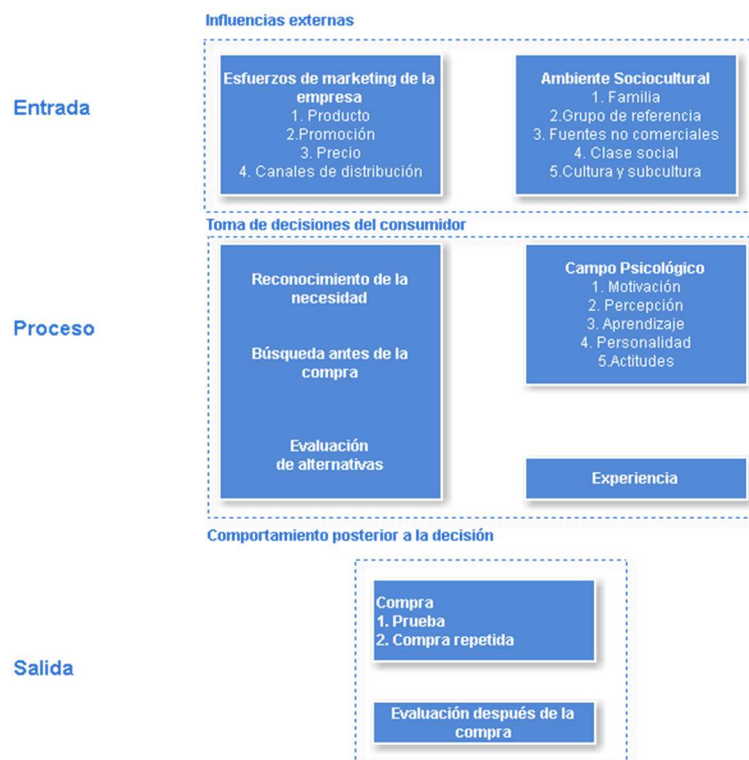 Influencias externas
Entrada
Esfuerzos de marketing de la
empresa
1. Producto
2.Promoción
3. Precio
4. Canales de distribución
Ambiente Sociocultural
1. Familia
2.Grupo de referencia
3. Fuentes no comerciales
4. Clase social
5.Cultura y subcultura
Toma de decisiones del consumidor
Proceso
Reconocimiento de la
necesidad
Búsqueda antes de la
compra
Evaluación
de alternativas
Campo Psicológico
1. Motivación
2. Percepción
3. Aprendizaje
4. Personalidad
5.Actitudes
Experiencia
Comportamiento posterior a la decisión
Salida
Compra
1. Prueba
2. Compra repetida
Evaluación después de la
compra